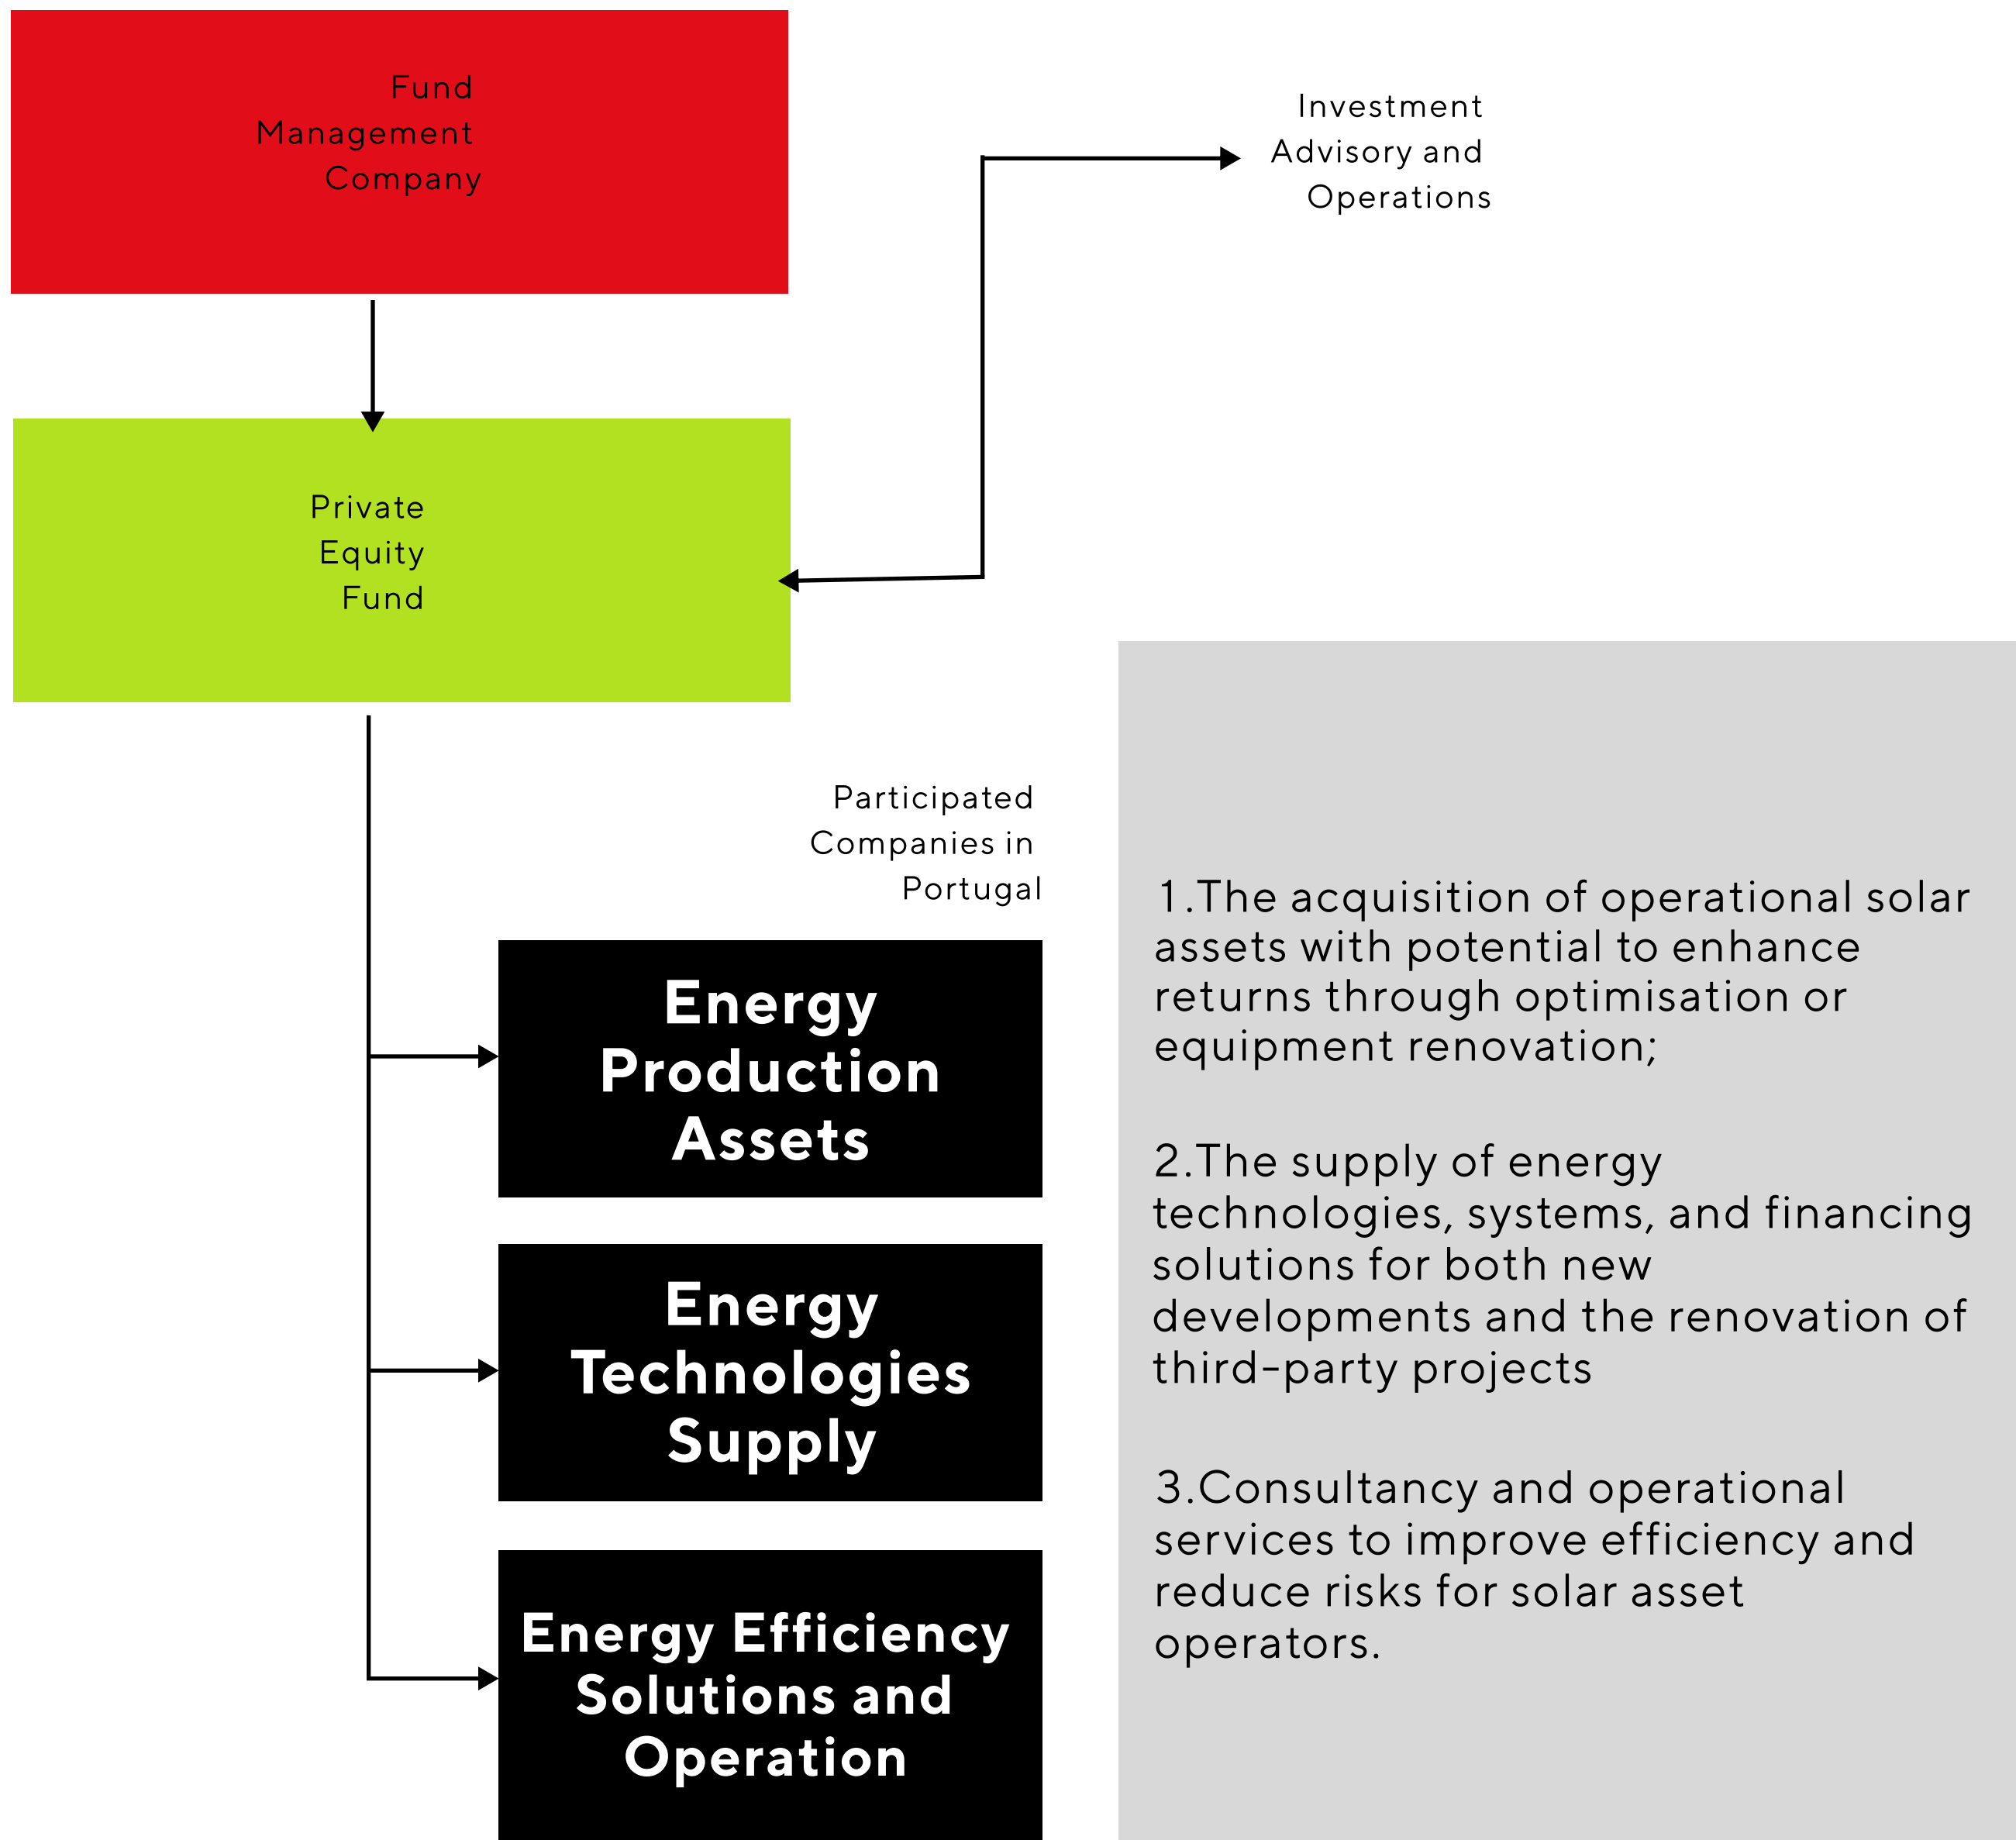 Fund
Management
Company
Investment
Advisory and
Operations
Private
Equity
Fund
Participated
Companies in
Portugal
Energy
Production
Assets
Energy
Technologies
Supply
Energy Efficiency
Solutions and
Operation
1.The acquisition of operational solar
assets with potential to enhance
returns through optimisation or
equipment renovation;
2.The supply of energy
technologies, systems, and financing
solutions for both new
developments and the renovation of
third-party projects
3.Consultancy and operational
services to improve efficiency and
reduce risks for solar asset
operators.